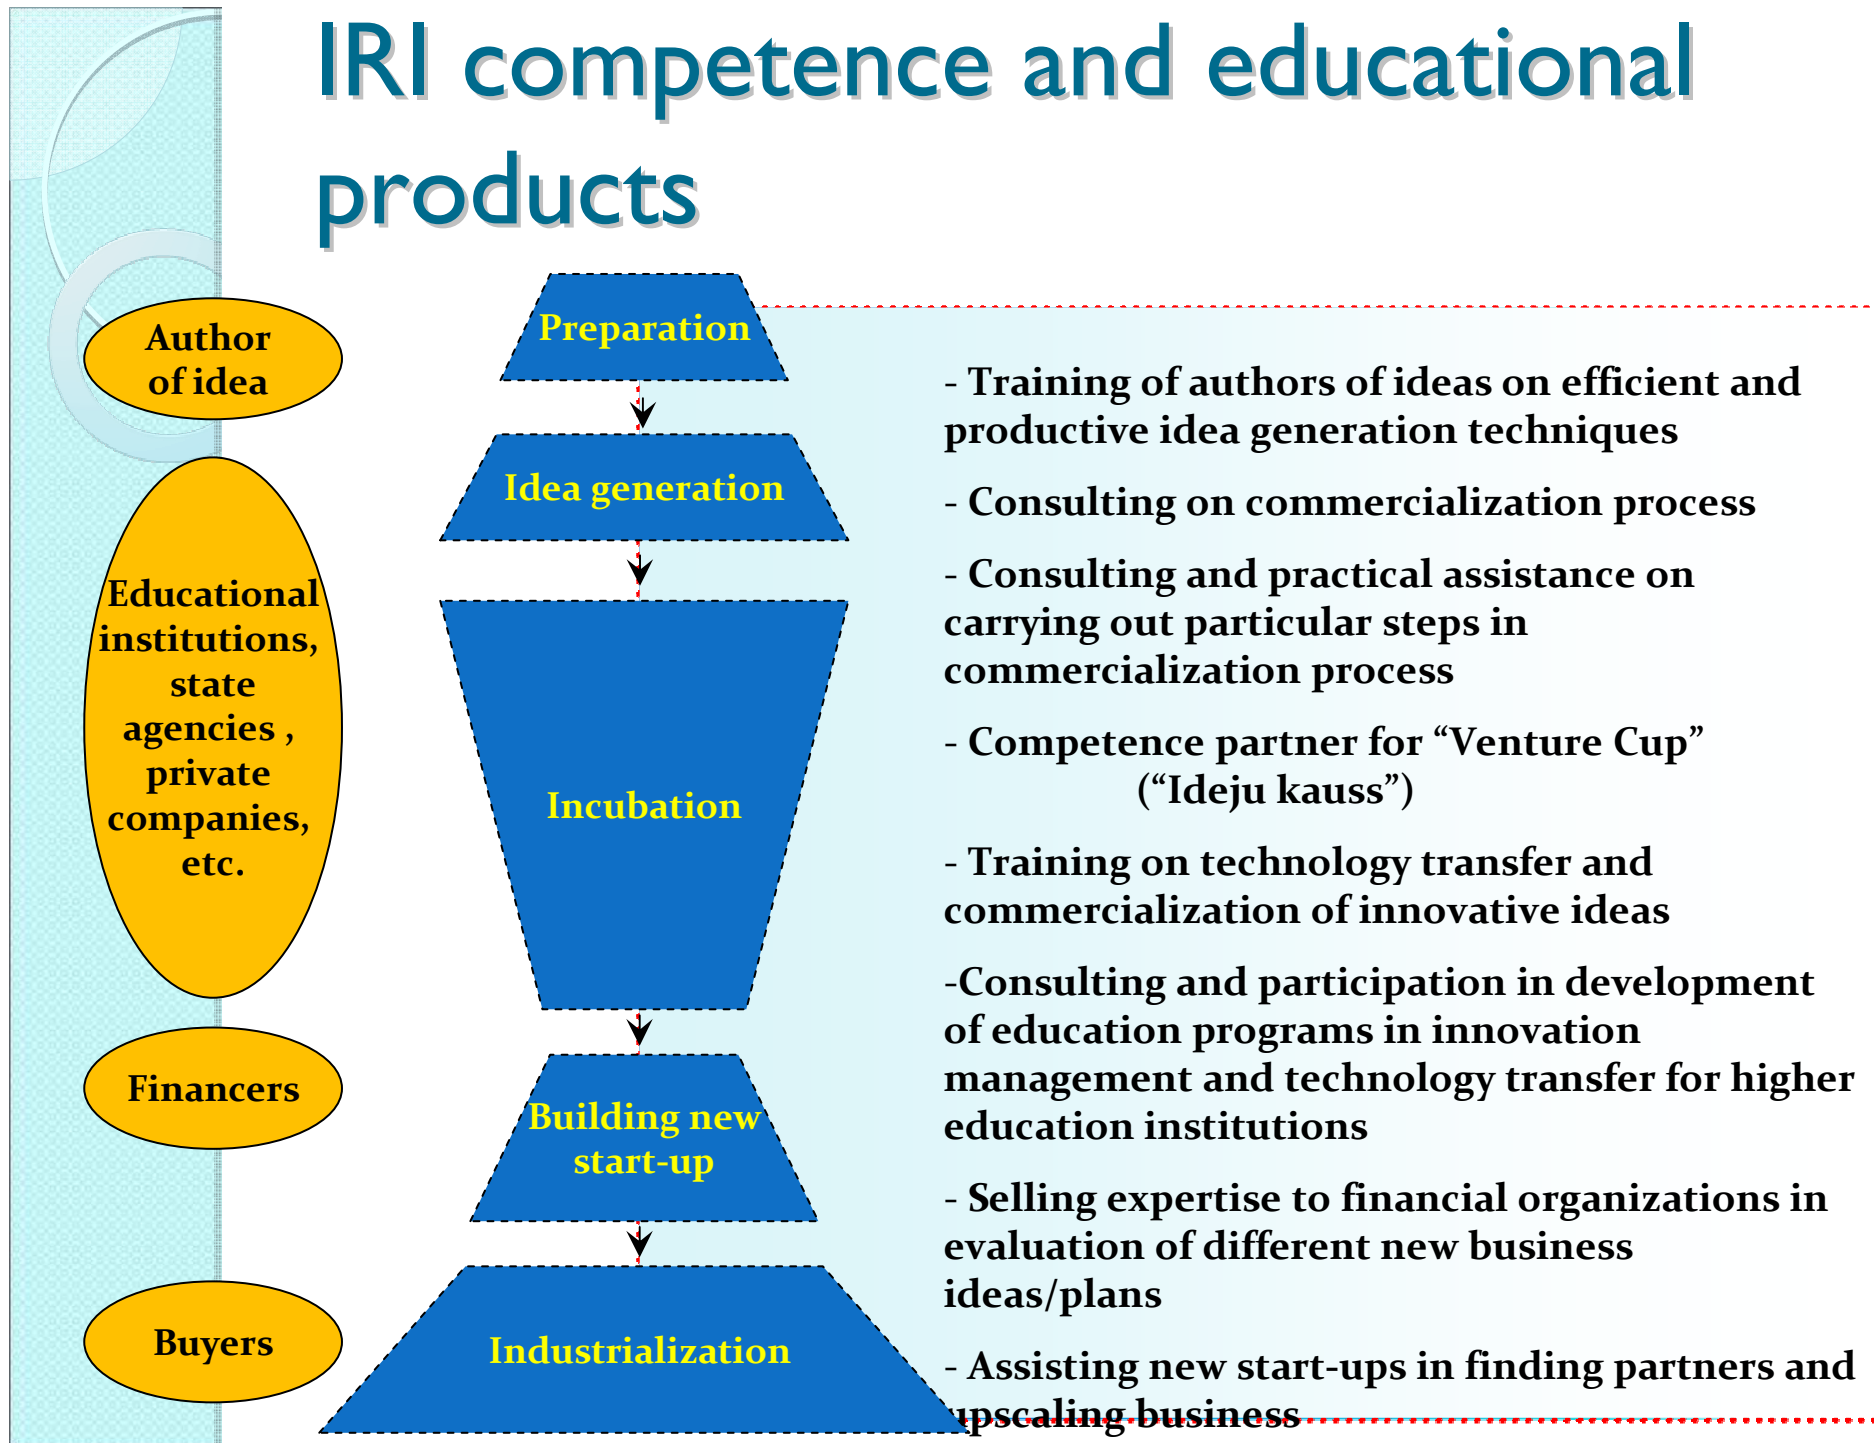 IRI competence and educational
products
Author
of idea
Educational
institutions,
state
agencies ,
private
companies,
etc.
Financers
Buyers
Preparation
Idea generation
Incubation
Building new
start-up
Industrialization
- Training of authors of ideas on efficient and
productive idea generation techniques
- Consulting on commercialization process
- Consulting and practical assistance on
carrying out particular steps in
commercialization process
- Competence partner for “Venture Cup”
(“Ideju kauss”)
- Training on technology transfer and
commercialization of innovative ideas
-Consulting and participation in development
of education programs in innovation
management and technology transfer for higher
education institutions
- Selling expertise to financial organizations in
evaluation of different new business
ideas/plans
- Assisting new start-ups in finding partners and
upscaling business